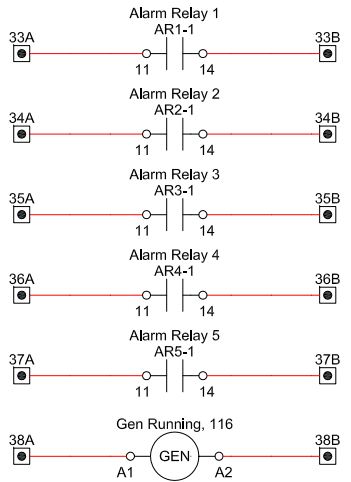 Alarm Relay 1
33A AR1-1 33B
11 14
Alarm Relay 2
34A AR2-1 34B
11 14
Alarm Relay 3
35A AR3-1 35B
11 14
Alarm Relay 4
36A AR4-1 36B
11 14
Alarm Relay 5
37A AR5-1 37B
11 14
Gen Running, 116
38A GEN 38B
A1 A2